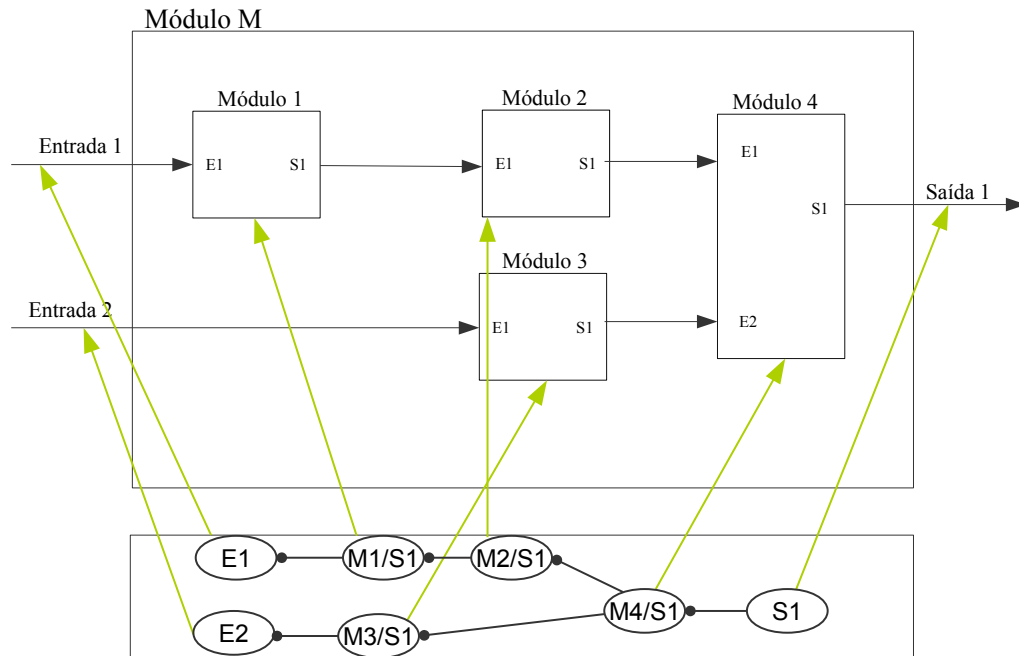 Módulo M
Módulo 1
Módulo 2
Módulo 4
Entrada 1
E1
S1
E1
S1
E1
S1
Saída 1
Módulo 3
Entrada 2
E1
S1
E2
E1
M1/S1
M2/S1
M4/S1
S1
E2
M3/S1